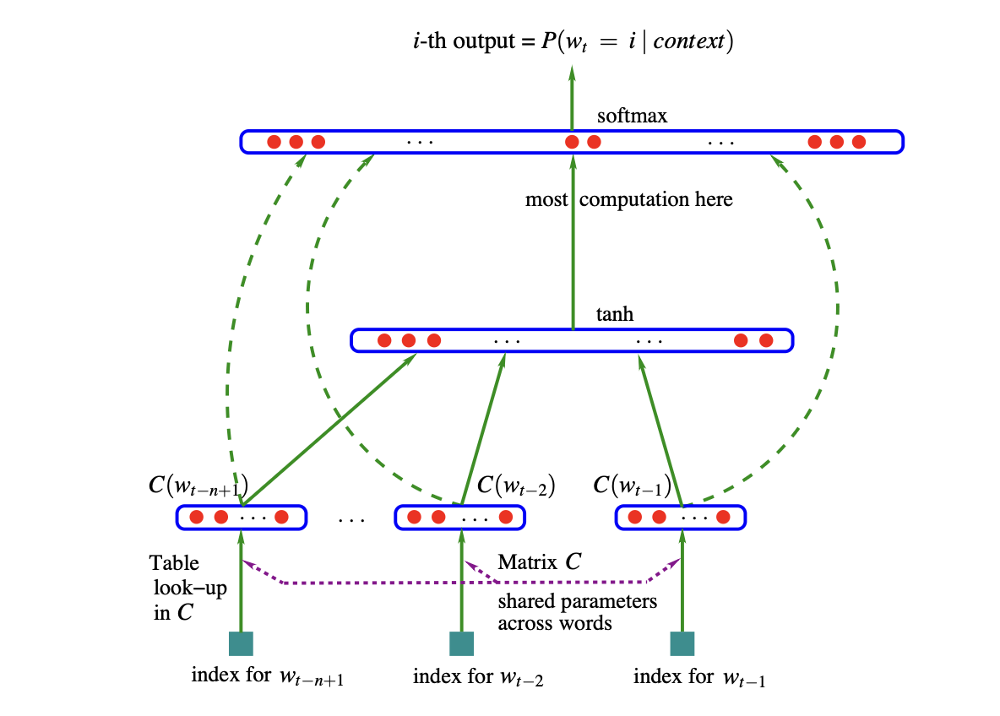 i-th output = P(w_t = i | context)
softmax
... ...
most computation here
tanh
... ...
C(w_{t−n+1}) C(w_{t−2}) C(w_{t−1})
... ... ... ...
Table Matrix C
look−up
in C shared parameters
across words
index for w_{t−n+1} index for w_{t−2} index for w_{t−1}